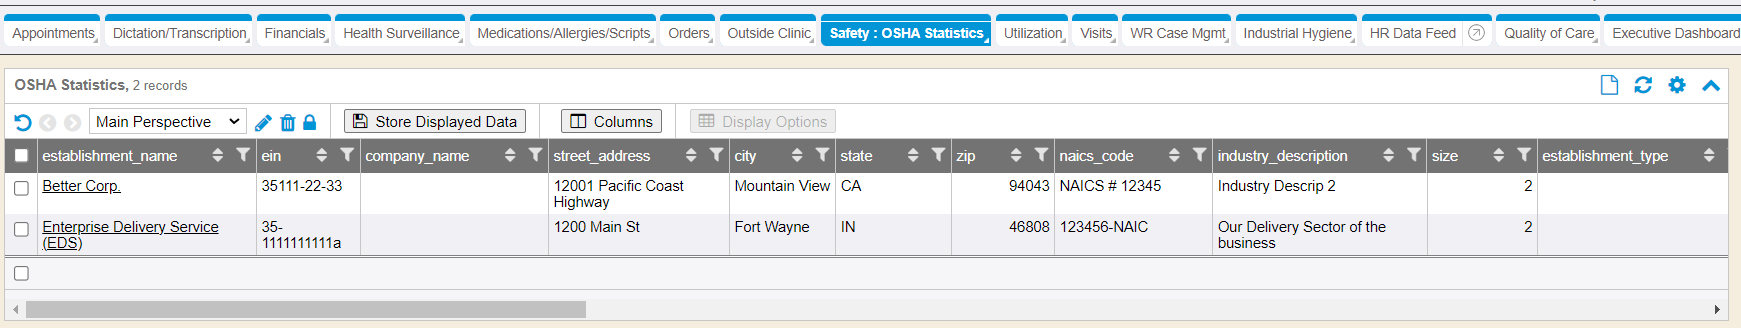 Appointments Dictation/Transcription Financials Health Surveillance Medications/Allergies/Scripts Orders Outside Clinic Safety : OSHA Statistics Utilization Visits WR Case Mgmt Industrial Hygiene HR Data Feed Quality of Care Executive Dashboard
OSHA Statistics, 2 records
Main Perspective Store Displayed Data Columns Display Options
establishment_name ein company_name street_address city state zip naics_code industry_description size establishment_type
Better Corp. 35111-22-33 12001 Pacific Coast Mountain View CA 94043 NAICS # 12345 Industry Descrip 2 2
Highway
Enterprise Delivery Service 35- 1200 Main St Fort Wayne IN 46808 123456-NAIC Our Delivery Sector of the 2
(EDS) 1111111111a business